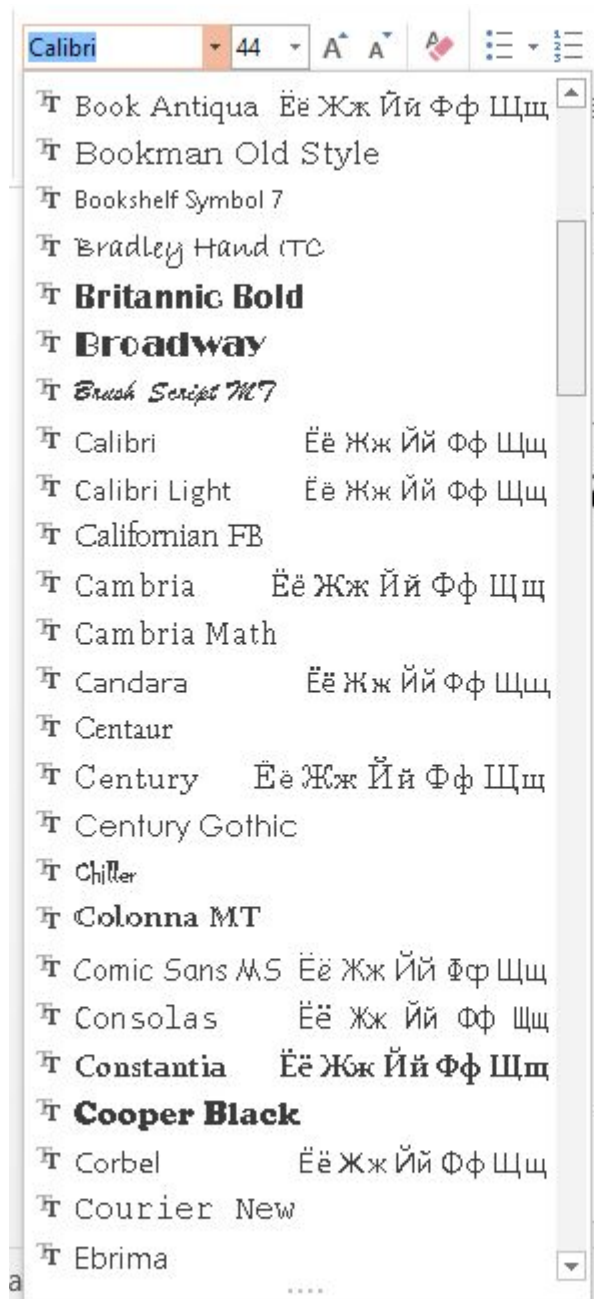 Calibri 44 A A A
Book Antiqua Ёё Жж Йй Фф Щщ
Bookman Old Style
Bookshelf Symbol 7
Bradley Hand ITC
Britannic Bold
Broadway
Brush Script MT
Calibri Ёё Жж Йй Фф Щщ
Calibri Light Ёё Жж Йй Фф Щщ
Californian FB
Cambria Ёё Жж Йй Фф Щщ
Cambria Math
Candara Ёё Жж Йй Фф Щщ
Centaur
Century Ёё Жж Йй Фф Щщ
Century Gothic
Chiller
Colonna MT
Comic Sans MS Ёё Жж Йй Фф Щщ
Consolas Ёё Жж Йй Фф Щщ
Constantia Ёё Жж Йй Фф Щщ
Cooper Black
Corbel Ёё Жж Йй Фф Щщ
Courier New
Ebrima